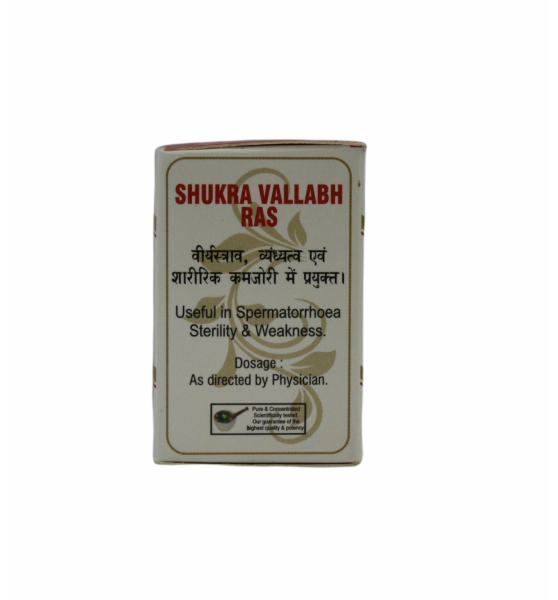 SHUKRA VALLABH
RAS
वीर्यस्त्राव, व्यंध्यत्व एवं
शारीरिक कमजोरी में प्रयुक्त।
Useful in Spermatorrhoea
Sterility & Weakness.
Dosage :
As directed by Physician.
Pure & Concentrated
Scientifically tested
Our guarantee of the
highest quality & potency